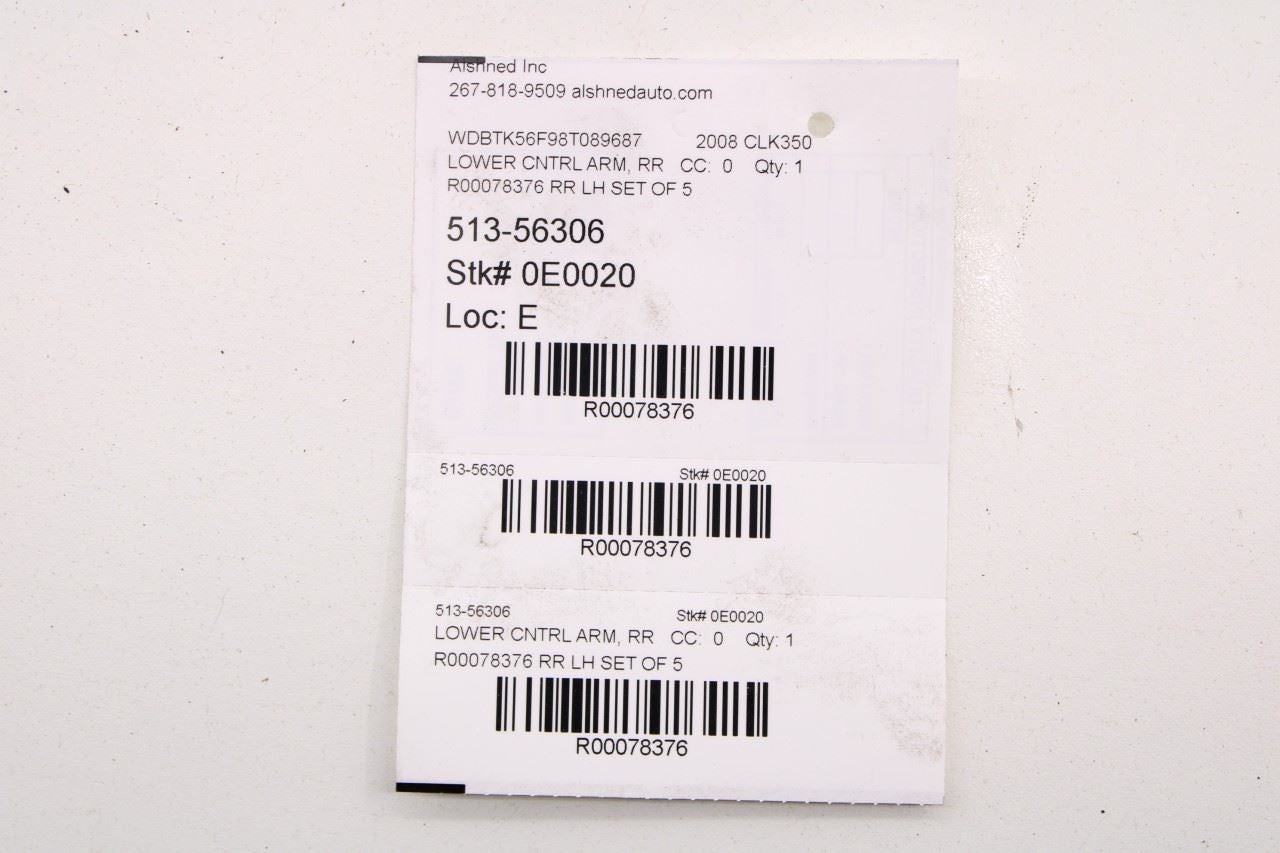 Alshned Inc
267-818-9509 alshnedauto.com
WDBTK56F98T089687 2008 CLK350
LOWER CNTRL ARM, RR CC: 0 Qty: 1
R00078376 RR LH SET OF 5
513-56306
Stk# 0E0020
Loc: E
R00078376
513-56306 Stk# 0E0020
R00078376
513-56306 Stk# 0E0020
LOWER CNTRL ARM, RR CC: 0 Qty: 1
R00078376 RR LH SET OF 5
R00078376